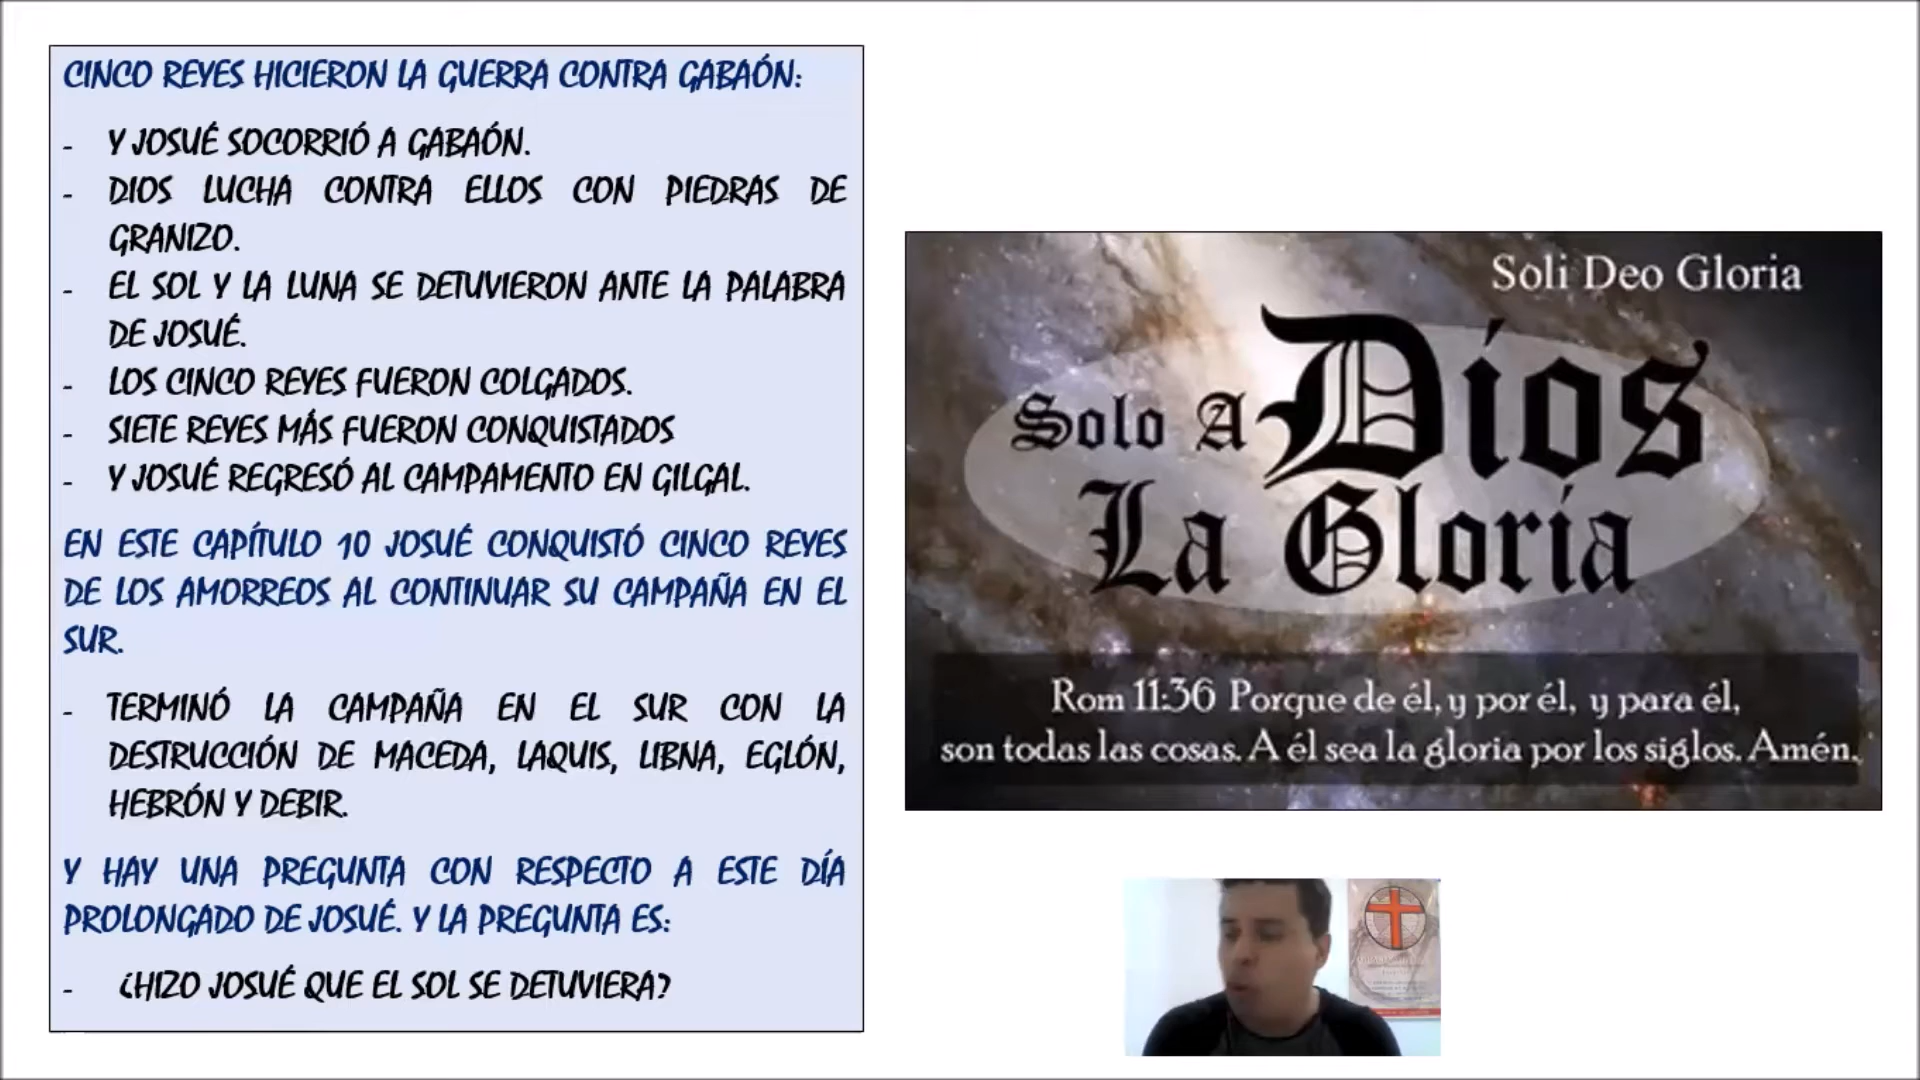 CINCO REYES HICIERON LA GUERRA CONTRA GABAÓN:
- Y JOSUÉ SOCORRIÓ A GABAÓN.
- DIOS LUCHA CONTRA ELLOS CON PIEDRAS DE
GRANIZO.
- EL SOL Y LA LUNA SE DETUVIERON ANTE LA PALABRA
DE JOSUÉ.
- LOS CINCO REYES FUERON COLGADOS.
- SIETE REYES MÁS FUERON CONQUISTADOS
- Y JOSUÉ REGRESÓ AL CAMPAMENTO EN GILGAL.
EN ESTE CAPÍTULO 10 JOSUÉ CONQUISTÓ CINCO REYES
DE LOS AMORREOS AL CONTINUAR SU CAMPAÑA EN EL
SUR.
- TERMINÓ LA CAMPAÑA EN EL SUR CON LA
DESTRUCCIÓN DE MACEDA, LAQUIS, LIBNA, EGLÓN,
HEBRÓN Y DEBIR.
Y HAY UNA PREGUNTA CON RESPECTO A ESTE DÍA
PROLONGADO DE JOSUÉ. Y LA PREGUNTA ES:
- ¿HIZO JOSUÉ QUE EL SOL SE DETUVIERA?
Soli Deo Gloria
Solo A Dios
La Gloria
Rom 11:36 Porque de él, y por él, y para él,
son todas las cosas. A él sea la gloria por los siglos. Amén.